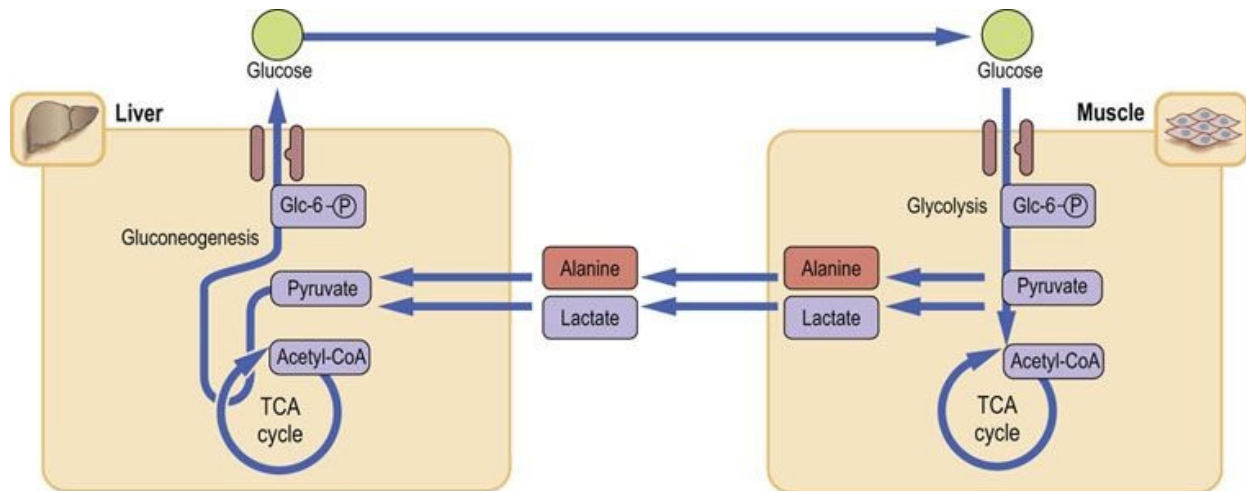 Glucose
Glucose
Liver
Muscle
Glc-6-P
Gluconeogenesis
Glycolysis
Glc-6-P
Alanine
Alanine
Pyruvate
Pyruvate
Lactate
Lactate
Acetyl-CoA
Acetyl-CoA
TCA
cycle
TCA
cycle